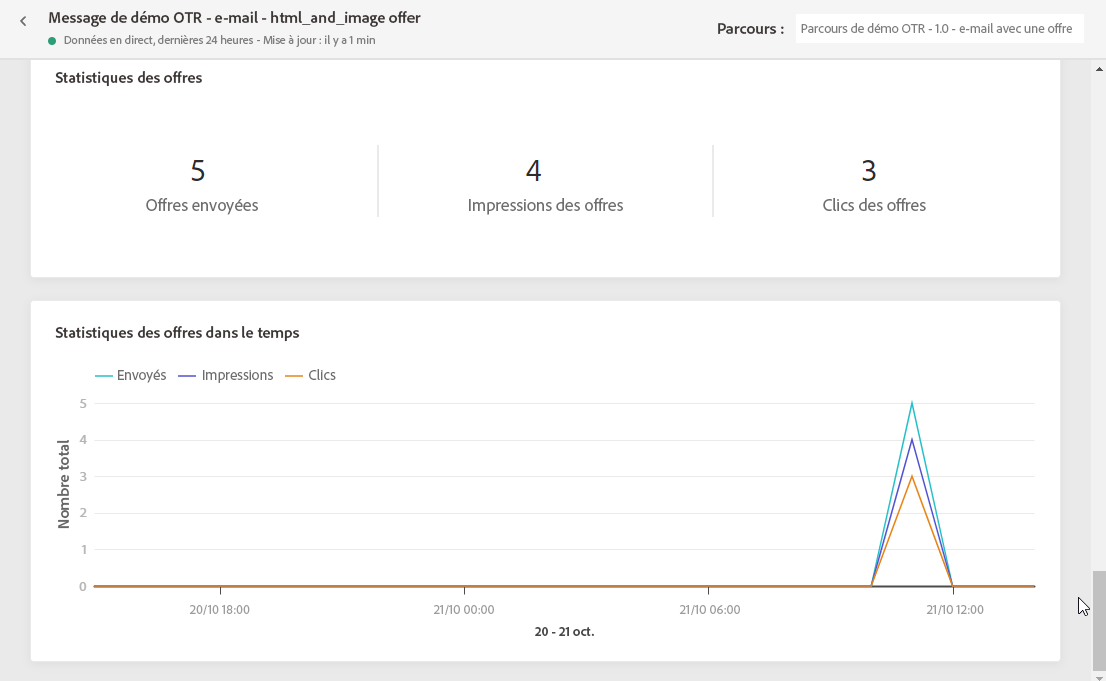 Message de démo OTR - e-mail - html_and_image offer
Données en direct, dernières 24 heures - Mise à jour : il y a 1 min
Parcours :
Parcours de démo OTR - 1.0 - e-mail avec une offre
Statistiques des offres
5
4
3
Offres envoyées
Impressions des offres
Clics des offres
Statistiques des offres dans le temps
Envoyés
Impressions
Clics
5
4
3
2
1
0
Nombre total
20/10 18:00
21/10 00:00
21/10 06:00
21/10 12:00
20 - 21 oct.